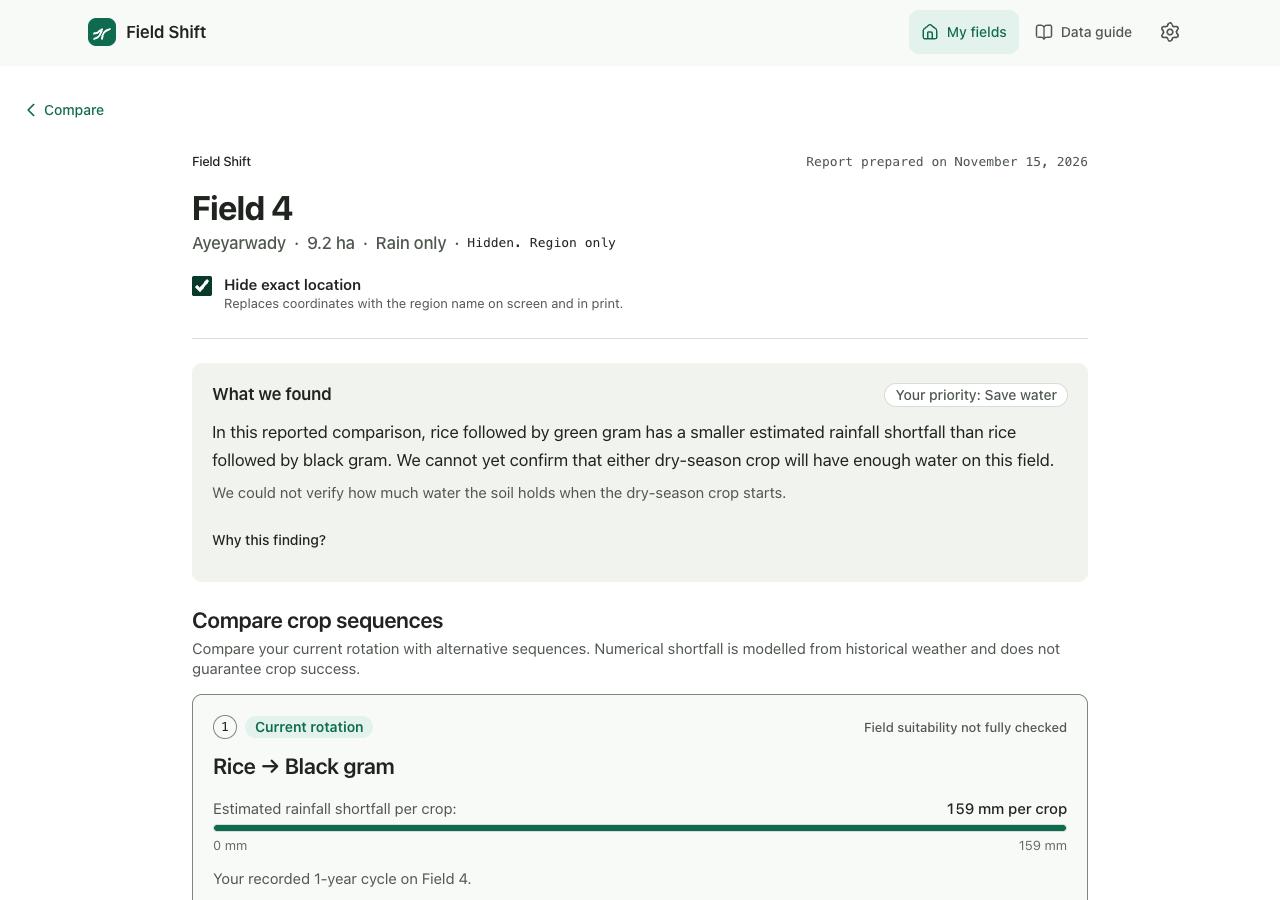 Field Shift
My fields
Data guide
Compare
Field Shift
Report prepared on November 15, 2026
Field 4
Ayeyarwady · 9.2 ha · Rain only · Hidden. Region only
Hide exact location
Replaces coordinates with the region name on screen and in print.
What we found
Your priority: Save water
In this reported comparison, rice followed by green gram has a smaller estimated rainfall shortfall than rice
followed by black gram. We cannot yet confirm that either dry-season crop will have enough water on this field.
We could not verify how much water the soil holds when the dry-season crop starts.
Why this finding?
Compare crop sequences
Compare your current rotation with alternative sequences. Numerical shortfall is modelled from historical weather and does not
guarantee crop success.
1
Current rotation
Field suitability not fully checked
Rice → Black gram
Estimated rainfall shortfall per crop:
159 mm per crop
0 mm
159 mm
Your recorded 1-year cycle on Field 4.